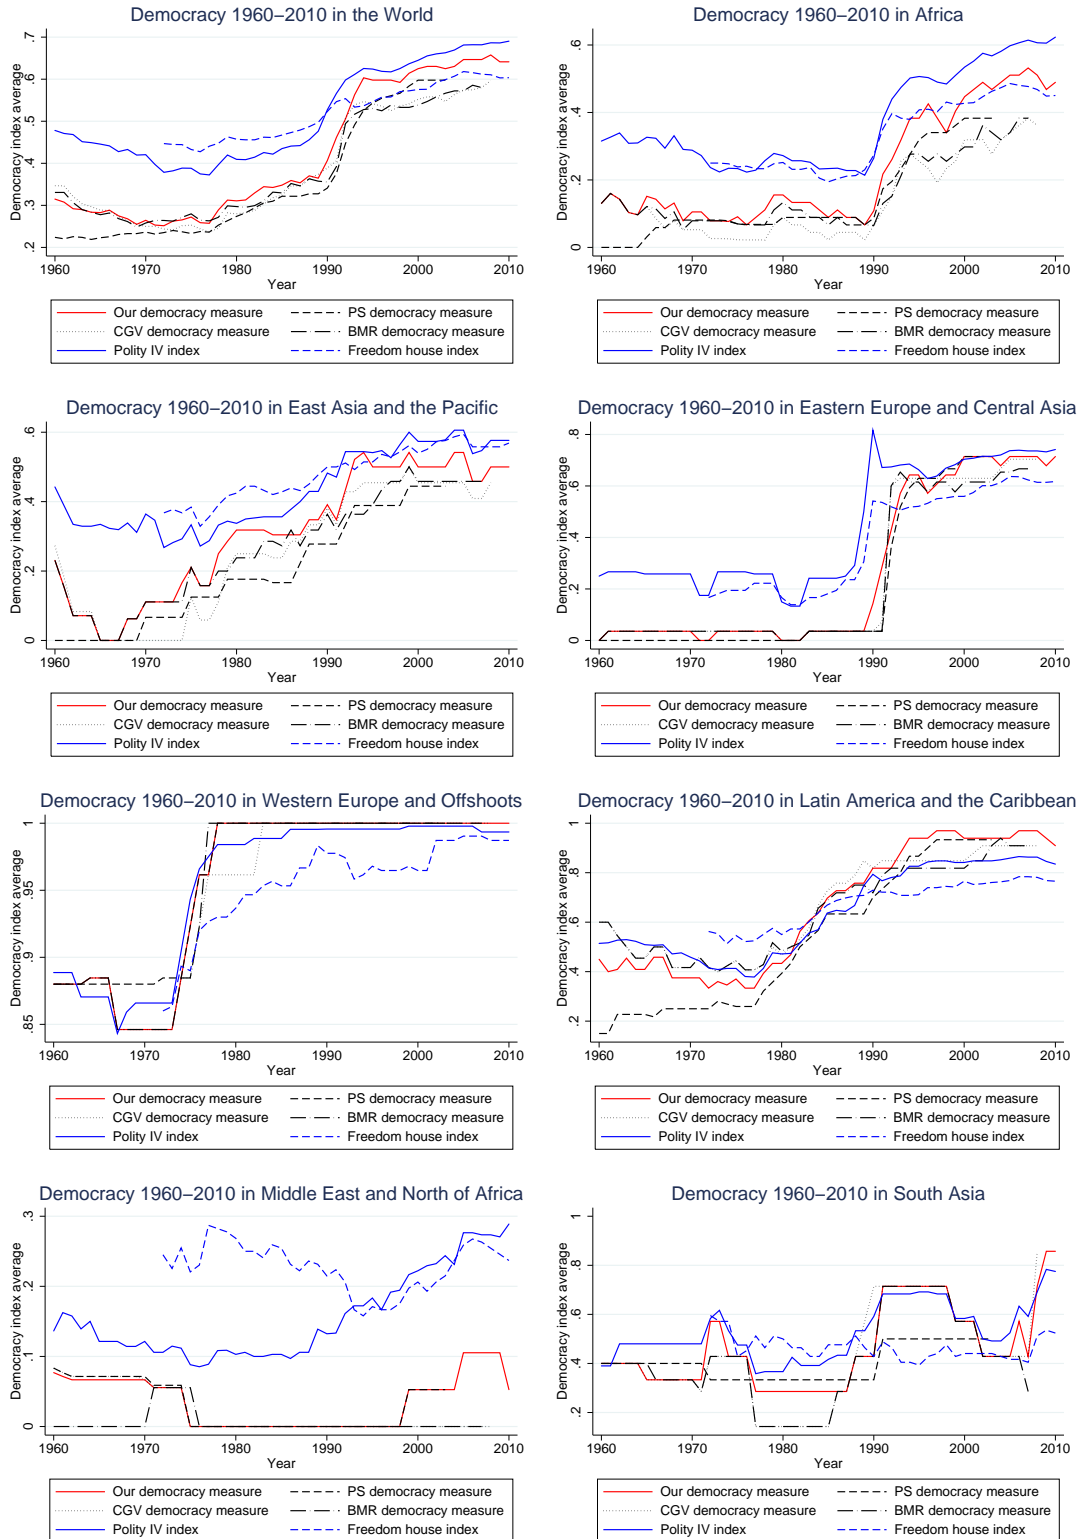 Democracy 1960−2010 in the World
Democracy index average
.2 .3 .4 .5 .6 .7
1960 1970 1980 1990 2000 2010
Year
Our democracy measure PS democracy measure
CGV democracy measure BMR democracy measure
Polity IV index Freedom house index
Democracy 1960−2010 in Africa
Democracy index average
0 .2 .4 .6
1960 1970 1980 1990 2000 2010
Year
Our democracy measure PS democracy measure
CGV democracy measure BMR democracy measure
Polity IV index Freedom house index
Democracy 1960−2010 in East Asia and the Pacific
Democracy index average
0 .2 .4 .6
1960 1970 1980 1990 2000 2010
Year
Our democracy measure PS democracy measure
CGV democracy measure BMR democracy measure
Polity IV index Freedom house index
Democracy 1960−2010 in Eastern Europe and Central Asia
Democracy index average
0 .2 .4 .6 .8
1960 1970 1980 1990 2000 2010
Year
Our democracy measure PS democracy measure
CGV democracy measure BMR democracy measure
Polity IV index Freedom house index
Democracy 1960−2010 in Western Europe and Offshoots
Democracy index average
.85 .9 .95 1
1960 1970 1980 1990 2000 2010
Year
Our democracy measure PS democracy measure
CGV democracy measure BMR democracy measure
Polity IV index Freedom house index
Democracy 1960−2010 in Latin America and the Caribbean
Democracy index average
.2 .4 .6 .8 1
1960 1970 1980 1990 2000 2010
Year
Our democracy measure PS democracy measure
CGV democracy measure BMR democracy measure
Polity IV index Freedom house index
Democracy 1960−2010 in Middle East and North of Africa
Democracy index average
0 .1 .2 .3
1960 1970 1980 1990 2000 2010
Year
Our democracy measure PS democracy measure
CGV democracy measure BMR democracy measure
Polity IV index Freedom house index
Democracy 1960−2010 in South Asia
Democracy index average
.2 .4 .6 .8 1
1960 1970 1980 1990 2000 2010
Year
Our democracy measure PS democracy measure
CGV democracy measure BMR democracy measure
Polity IV index Freedom house index